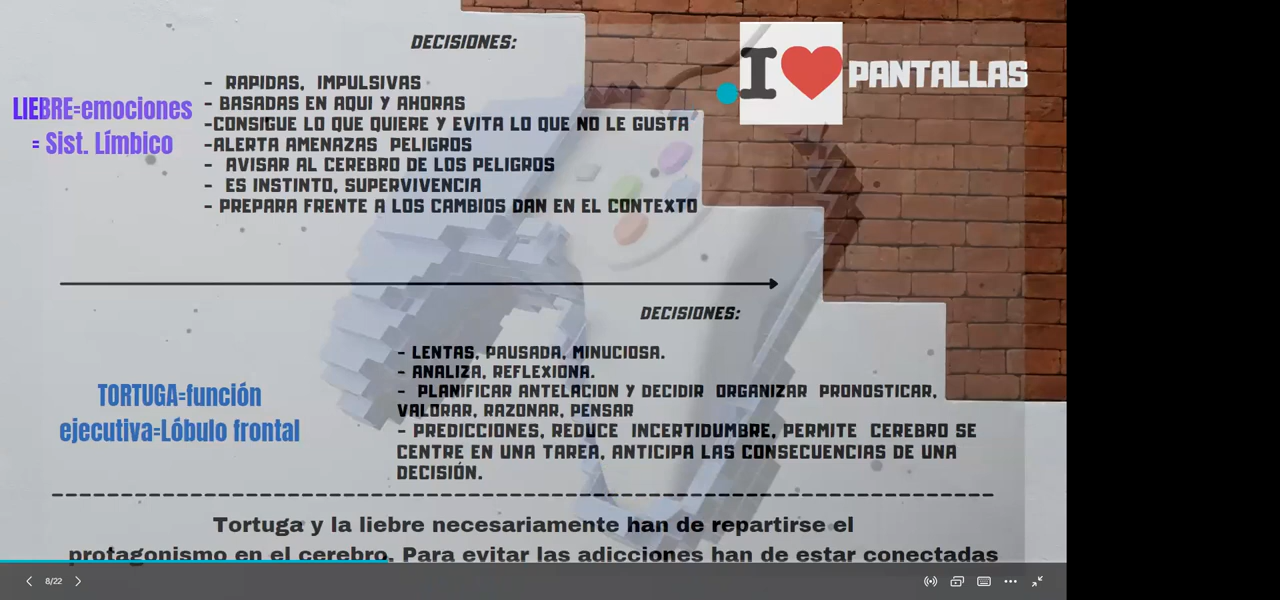 DECISIONES:
I ❤ PANTALLAS
LIEBRE=emociones
= Sist. Límbico
- RAPIDAS, IMPULSIVAS
- BASADAS EN AQUI Y AHORAS
-CONSIGUE LO QUE QUIERE Y EVITA LO QUE NO LE GUSTA
-ALERTA AMENAZAS PELIGROS
- AVISAR AL CEREBRO DE LOS PELIGROS
- ES INSTINTO, SUPERVIVENCIA
- PREPARA FRENTE A LOS CAMBIOS DAN EN EL CONTEXTO
DECISIONES:
TORTUGA=función
ejecutiva=Lóbulo frontal
- LENTAS, PAUSADA, MINUCIOSA.
- ANALIZA, REFLEXIONA.
- PLANIFICAR ANTELACION Y DECIDIR ORGANIZAR PRONOSTICAR,
VALORAR, RAZONAR, PENSAR
- PREDICCIONES, REDUCE INCERTIDUMBRE, PERMITE CEREBRO SE
CENTRE EN UNA TAREA, ANTICIPA LAS CONSECUENCIAS DE UNA
DECISIÓN.
Tortuga y la liebre necesariamente han de repartirse el
protagonismo en el cerebro. Para evitar las adicciones han de estar conectadas
8/22